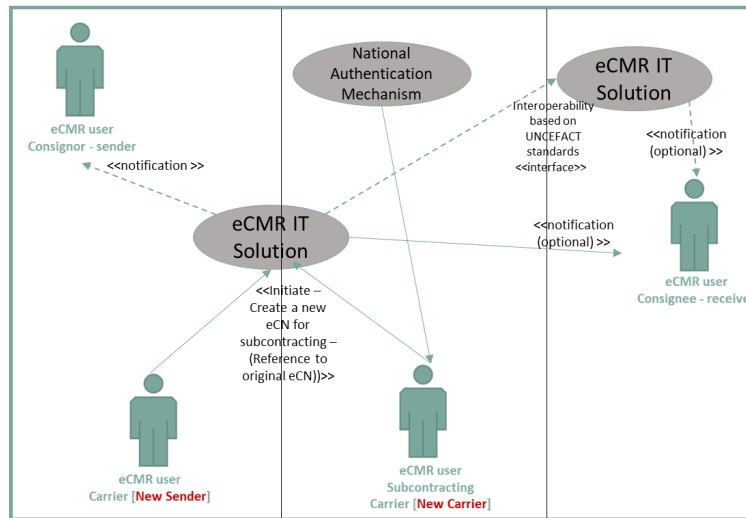 eCMR user
Consignor - sender
<<notification >>
National
Authentication
Mechanism
eCMR IT
Solution
Interoperability
based on
UNCEFACT
standards
<<interface>>
<<notification
(optional) >>
eCMR IT
Solution
<<notification
(optional) >>
eCMR user
Consignee - receive
<<Initiate –
Create a new
eCN for
subcontracting –
(Reference to
original eCN))>>
eCMR user
Carrier [New Sender]
eCMR user
Subcontracting
Carrier [New Carrier]